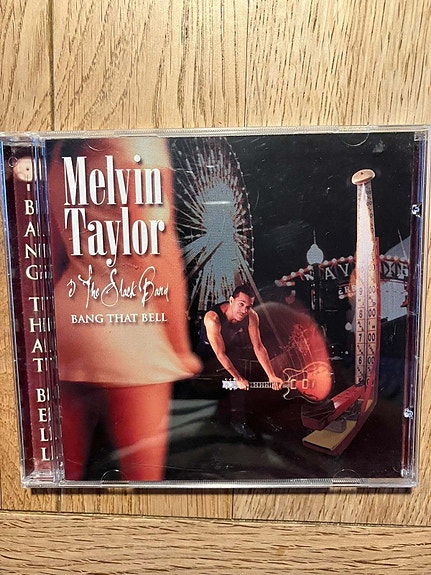 Melvin
Taylor
& The Slack Band
BANG THAT BELL
BANG THAT BELL